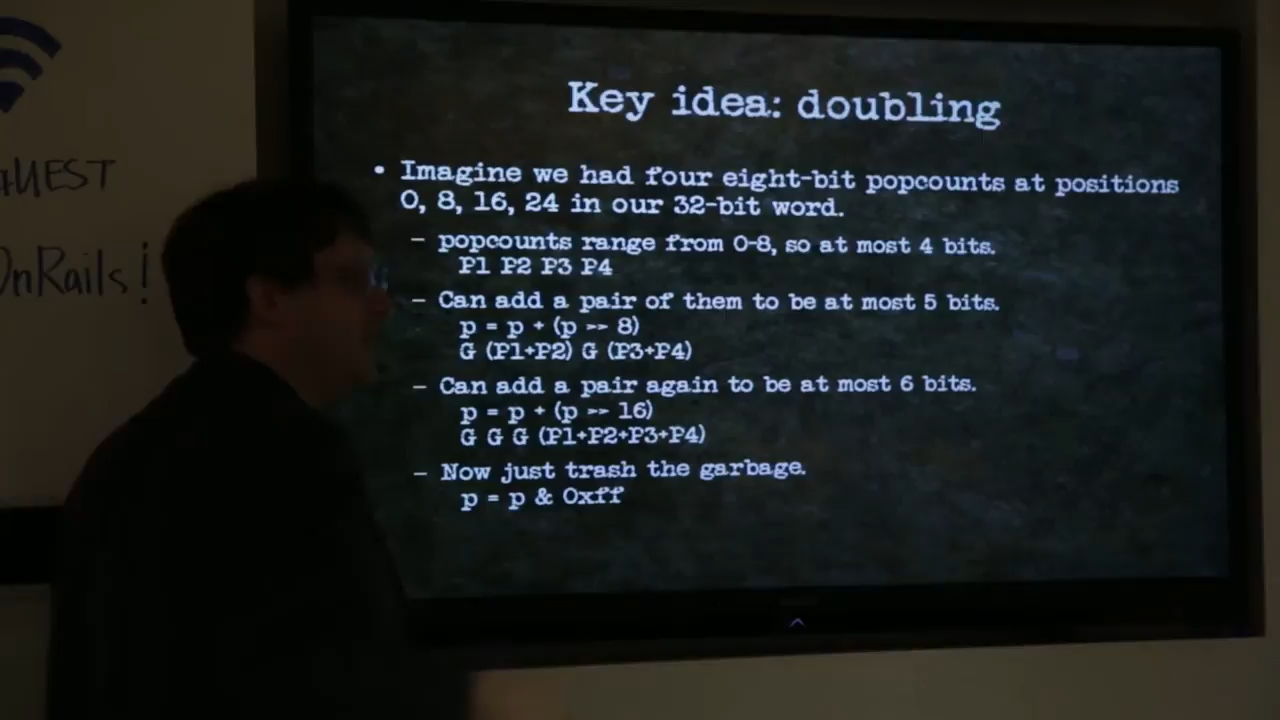 OnRails!
Key idea: doubling
• Imagine we had four eight-bit popcounts at positions
0, 8, 16, 24 in our 32-bit word.
– popcounts range from 0-8, so at most 4 bits.
P1 P2 P3 P4
– Can add a pair of them to be at most 5 bits.
p = p + (p >> 8)
G (P1+P2) G (P3+P4)
– Can add a pair again to be at most 6 bits.
p = p + (p >> 16)
G G G (P1+P2+P3+P4)
– Now just trash the garbage.
p = p & 0xff